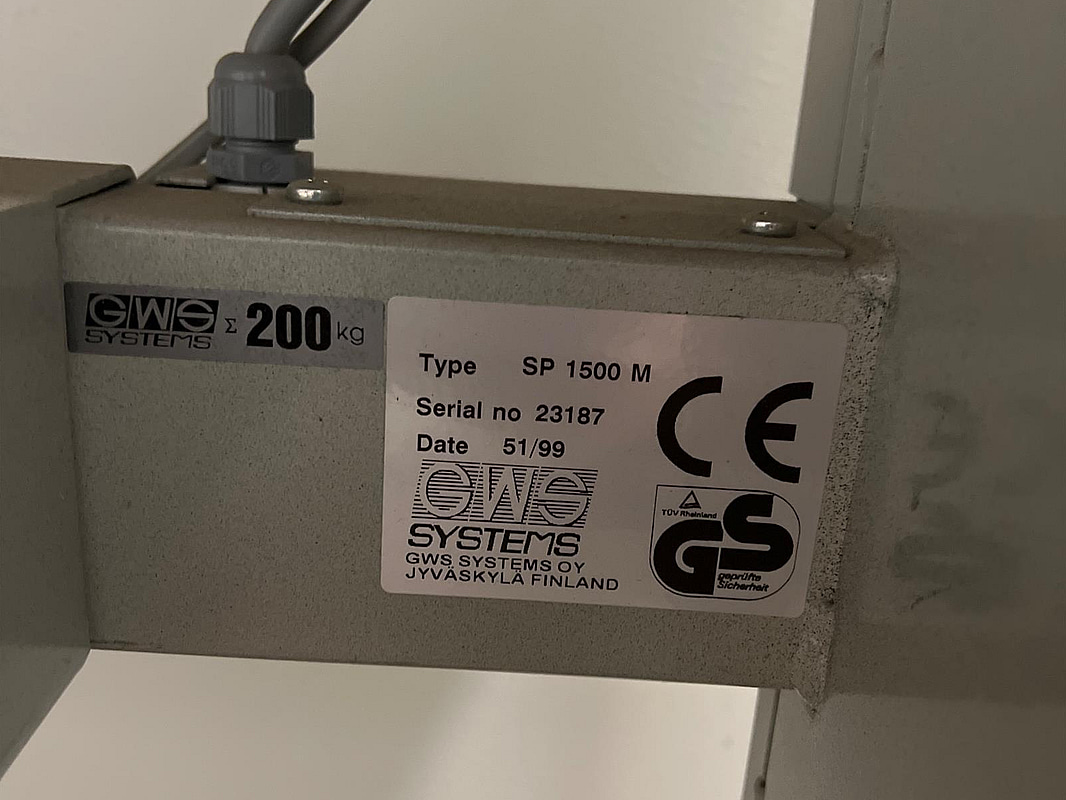 GWS
SYSTEMS
Σ 200 kg
Type SP 1500 M
Serial no 23187
Date 51/99
GWS
SYSTEMS
GWS SYSTEMS OY
JYVÄSKYLÄ FINLAND
CE
TÜV Rheinland
GS
geprüfte
Sicherheit